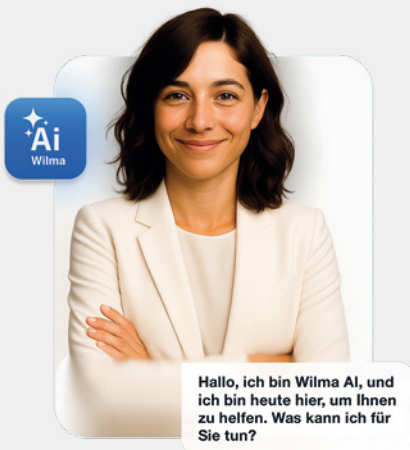 Ai
Wilma
Hallo, ich bin Wilma AI, und
ich bin heute hier, um Ihnen
zu helfen. Was kann ich für
Sie tun?